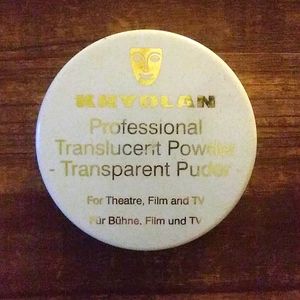 KRYOLAN
Professional
Translucent Powder
- Transparent Puder -
For Theatre, Film and TV
Für Bühne, Film und TV